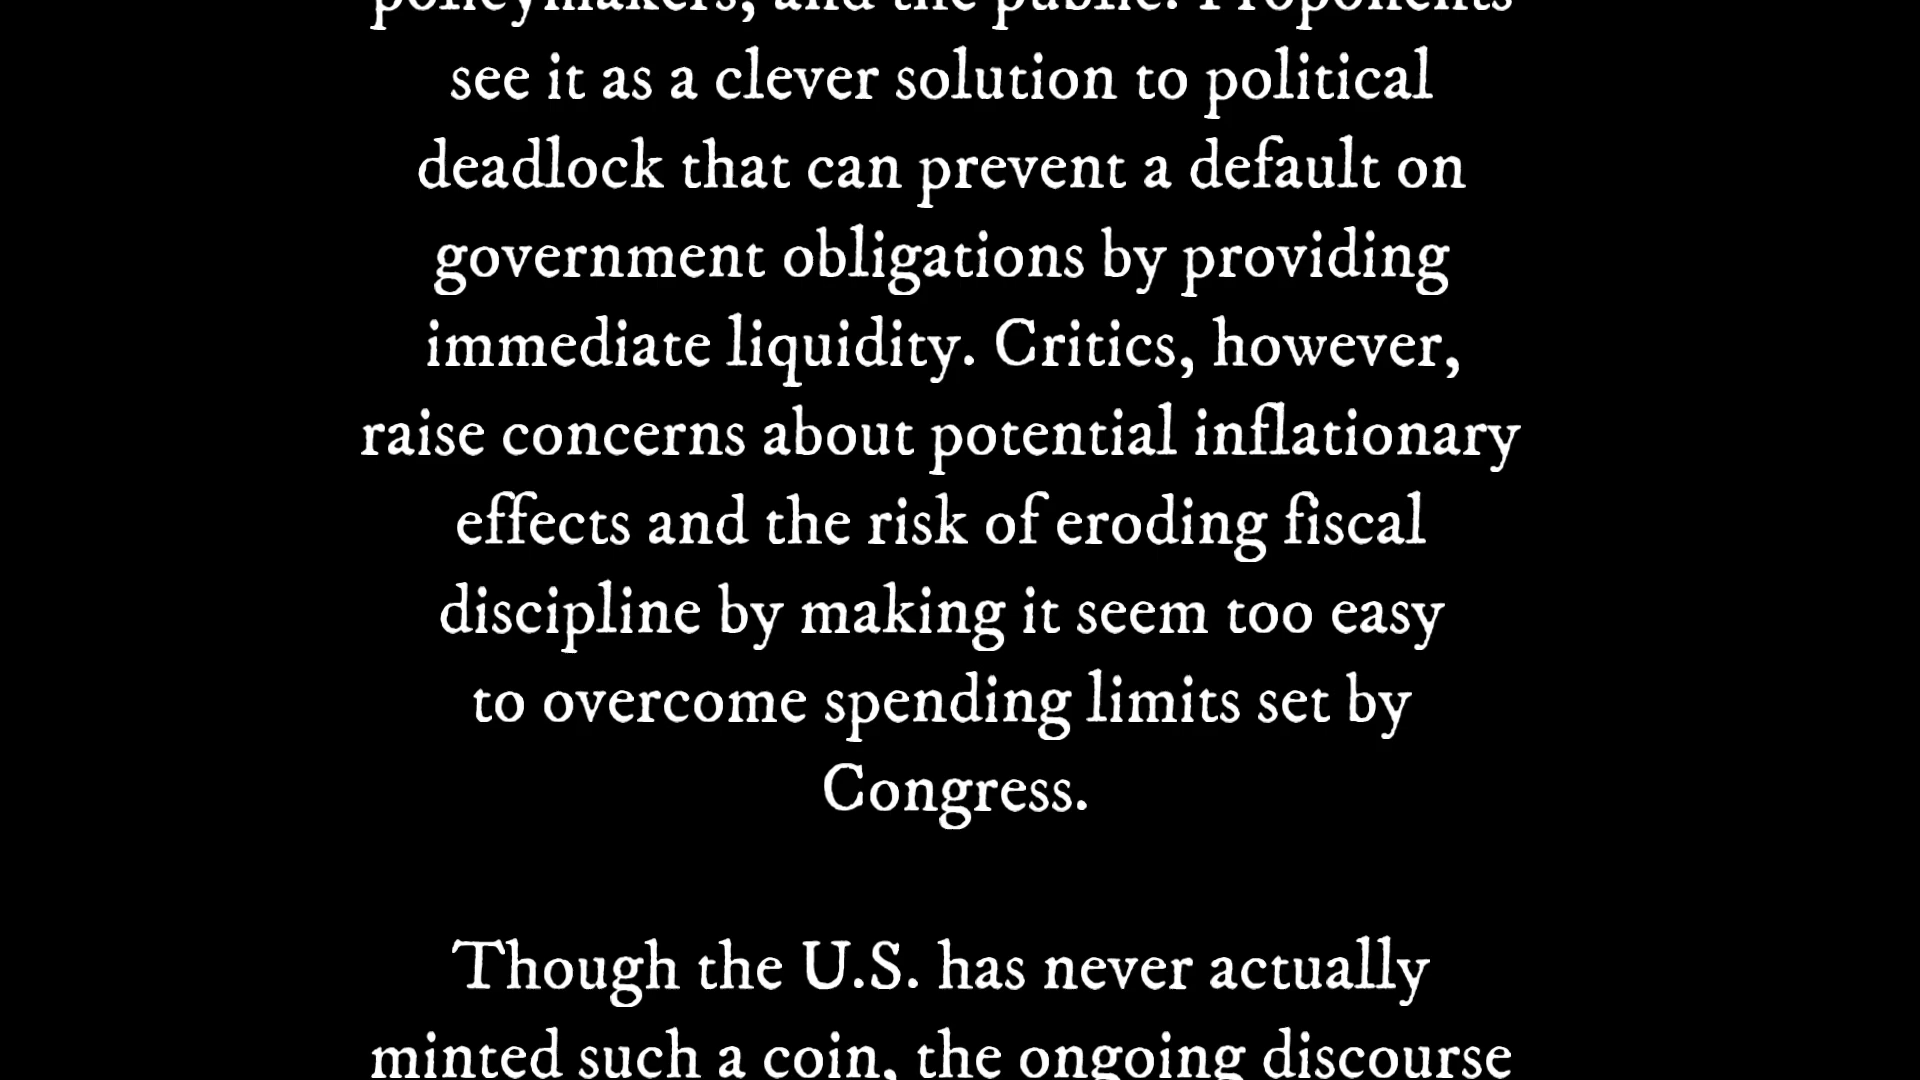 policymakers, and the public. Proponents
see it as a clever solution to political
deadlock that can prevent a default on
government obligations by providing
immediate liquidity. Critics, however,
raise concerns about potential inflationary
effects and the risk of eroding fiscal
discipline by making it seem too easy
to overcome spending limits set by
Congress.
Though the U.S. has never actually
minted such a coin, the ongoing discourse